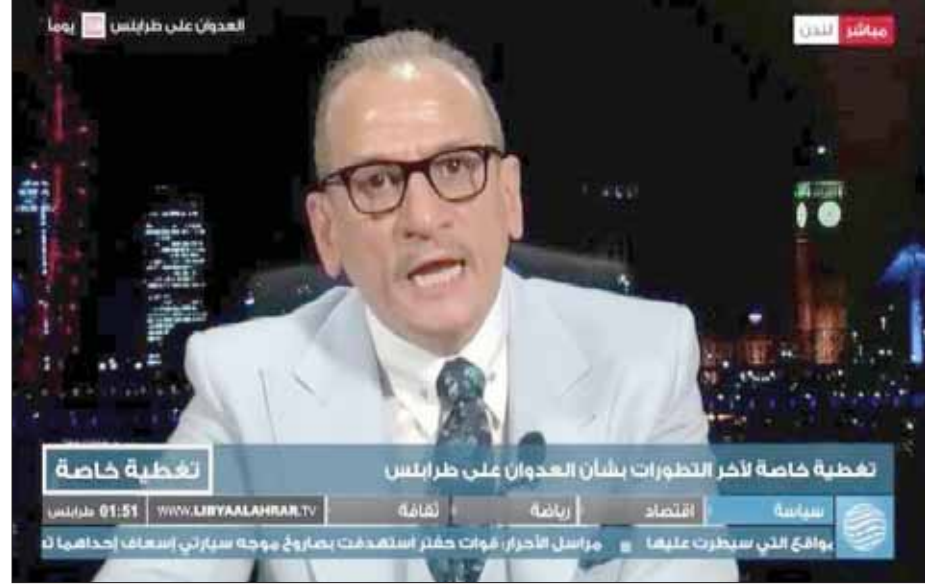 مباشر لندن
العدوان على طرابلس يوما
تغطية خاصة لآخر التطورات بشأن العدوان على طرابلس
تغطية خاصة
سياسة اقتصاد رياضة ثقافة WWW.LIBYAALAHRAR.TV 01:51 طرابلس
مواقع التي سيطرت عليها مراسل الأحرار: قوات حفتر استهدفت بصاروخ موجه سيارتي إسعاف إحداهما